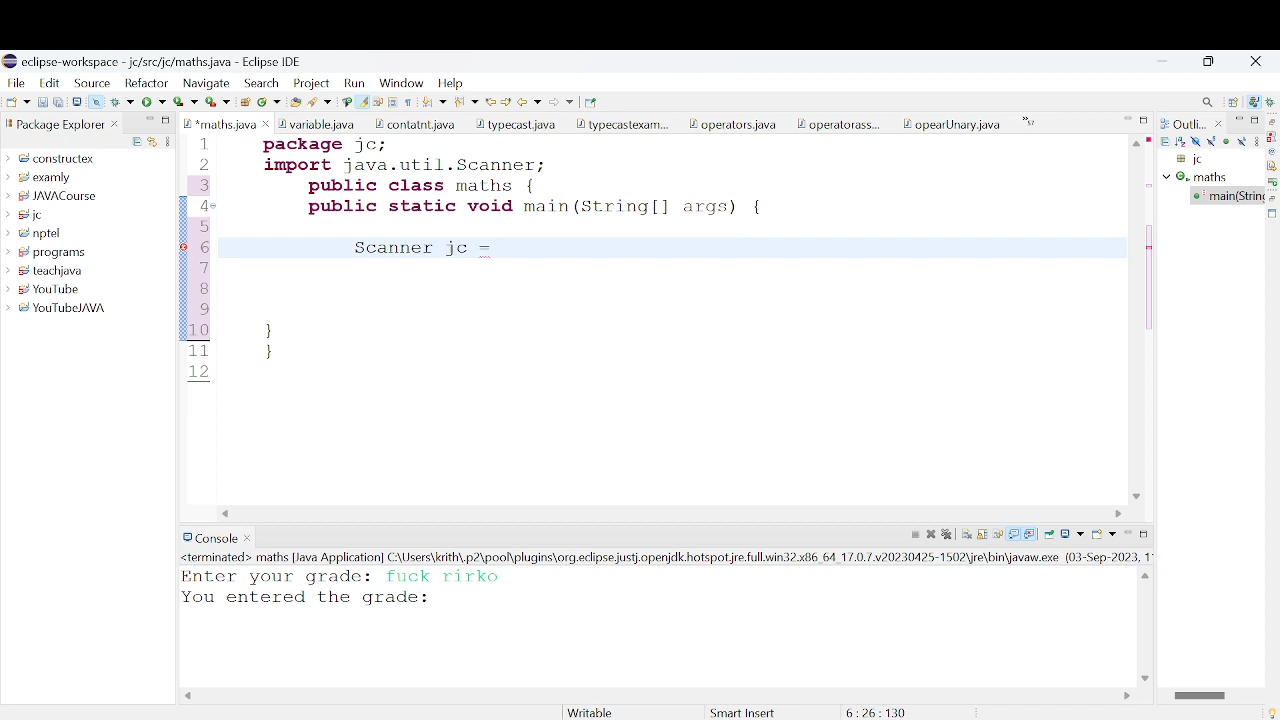 eclipse-workspace - jc/src/jc/maths.java - Eclipse IDE
File Edit Source Refactor Navigate Search Project Run Window Help
Package Explorer
*maths.java variable.java contatnt.java typecast.java typecastexam... operators.java operatorass... opearUnary.java »57
Outli...
constructex
examly
JAVACourse
jc
nptel
programs
teachjava
YouTube
YouTubeJAVA
1 package jc;
2 import java.util.Scanner;
3 public class maths {
4 public static void main(String[] args) {
5
6 Scanner jc =
7
8
9
10 }
11 }
12
jc
maths
main(String
Console
<terminated> maths [Java Application] C:\Users\krith\.p2\pool\plugins\org.eclipse.justj.openjdk.hotspot.jre.full.win32.x86_64_17.0.7.v20230425-1502\jre\bin\javaw.exe (03-Sep-2023, 1
Enter your grade: fuck rirko
You entered the grade:
Writable Smart Insert 6 : 26 : 130